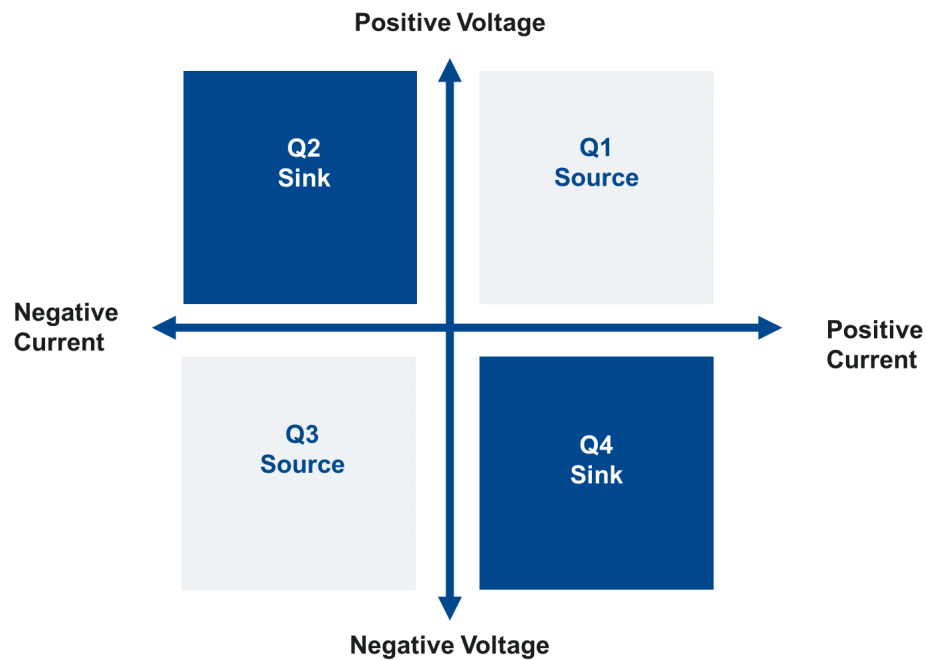 Positive Voltage
Q2
Sink
Q1
Source
Negative
Current
Positive
Current
Q3
Source
Q4
Sink
Negative Voltage